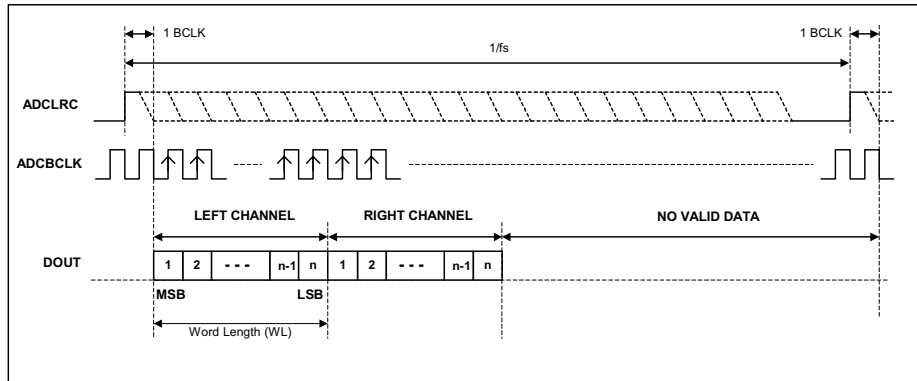 1 BCLK
1 BCLK
1/fs
ADCLRC
ADCBCLK
LEFT CHANNEL
RIGHT CHANNEL
NO VALID DATA
DOUT
1 2 - - - n-1 n 1 2 - - - n-1 n
MSB
LSB
Word Length (WL)